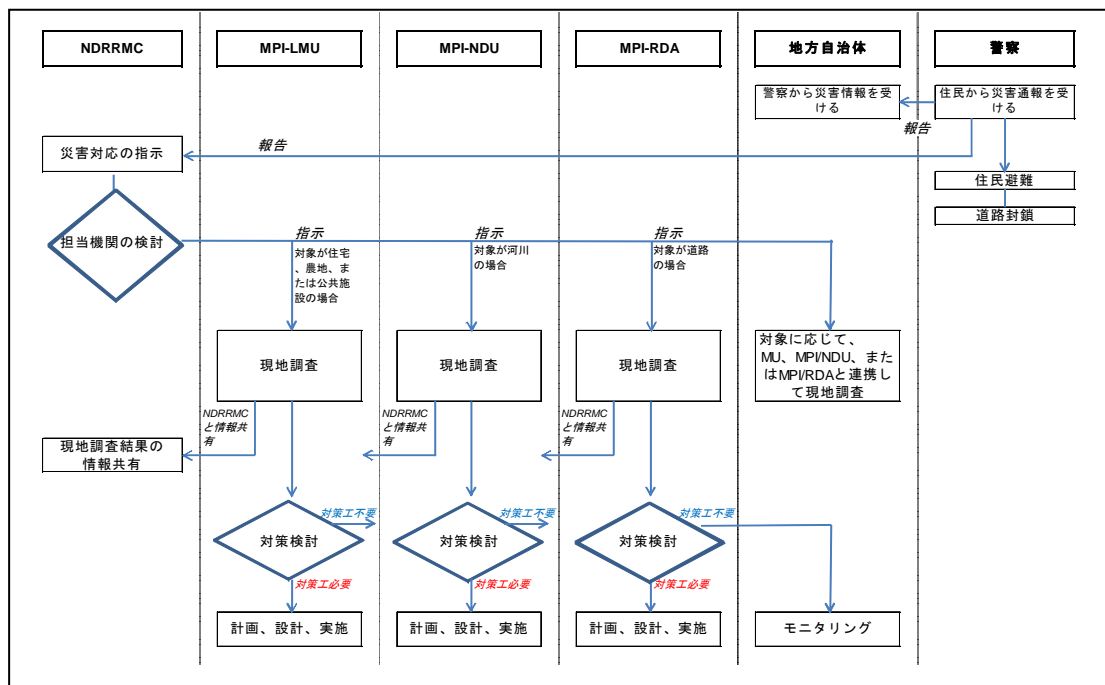 NDRRMC
MPI-LMU
MPI-NDU
MPI-RDA
地方自治体
警察
警察から災害情報を受
ける
住民から災害通報を受
ける
報告
報告
災害対応の指示
住民避難
道路封鎖
担当機関の検討
指示
指示
指示
対象が住宅
、農地、ま
たは公共施
設の場合
対象が河川
の場合
対象が道路
の場合
現地調査
現地調査
現地調査
対象に応じて、
MU、MPI/NDU、また
はMPI/RDAと連携し
て現地調査
NDRRMC
と情報共
有
NDRRMC
と情報共
有
NDRRMC
と情報共
有
現地調査結果の
情報共有
対策工不要
対策工不要
対策工不要
対策検討
対策検討
対策検討
対策工必要
対策工必要
対策工必要
計画、設計、実施
計画、設計、実施
計画、設計、実施
モニタリング